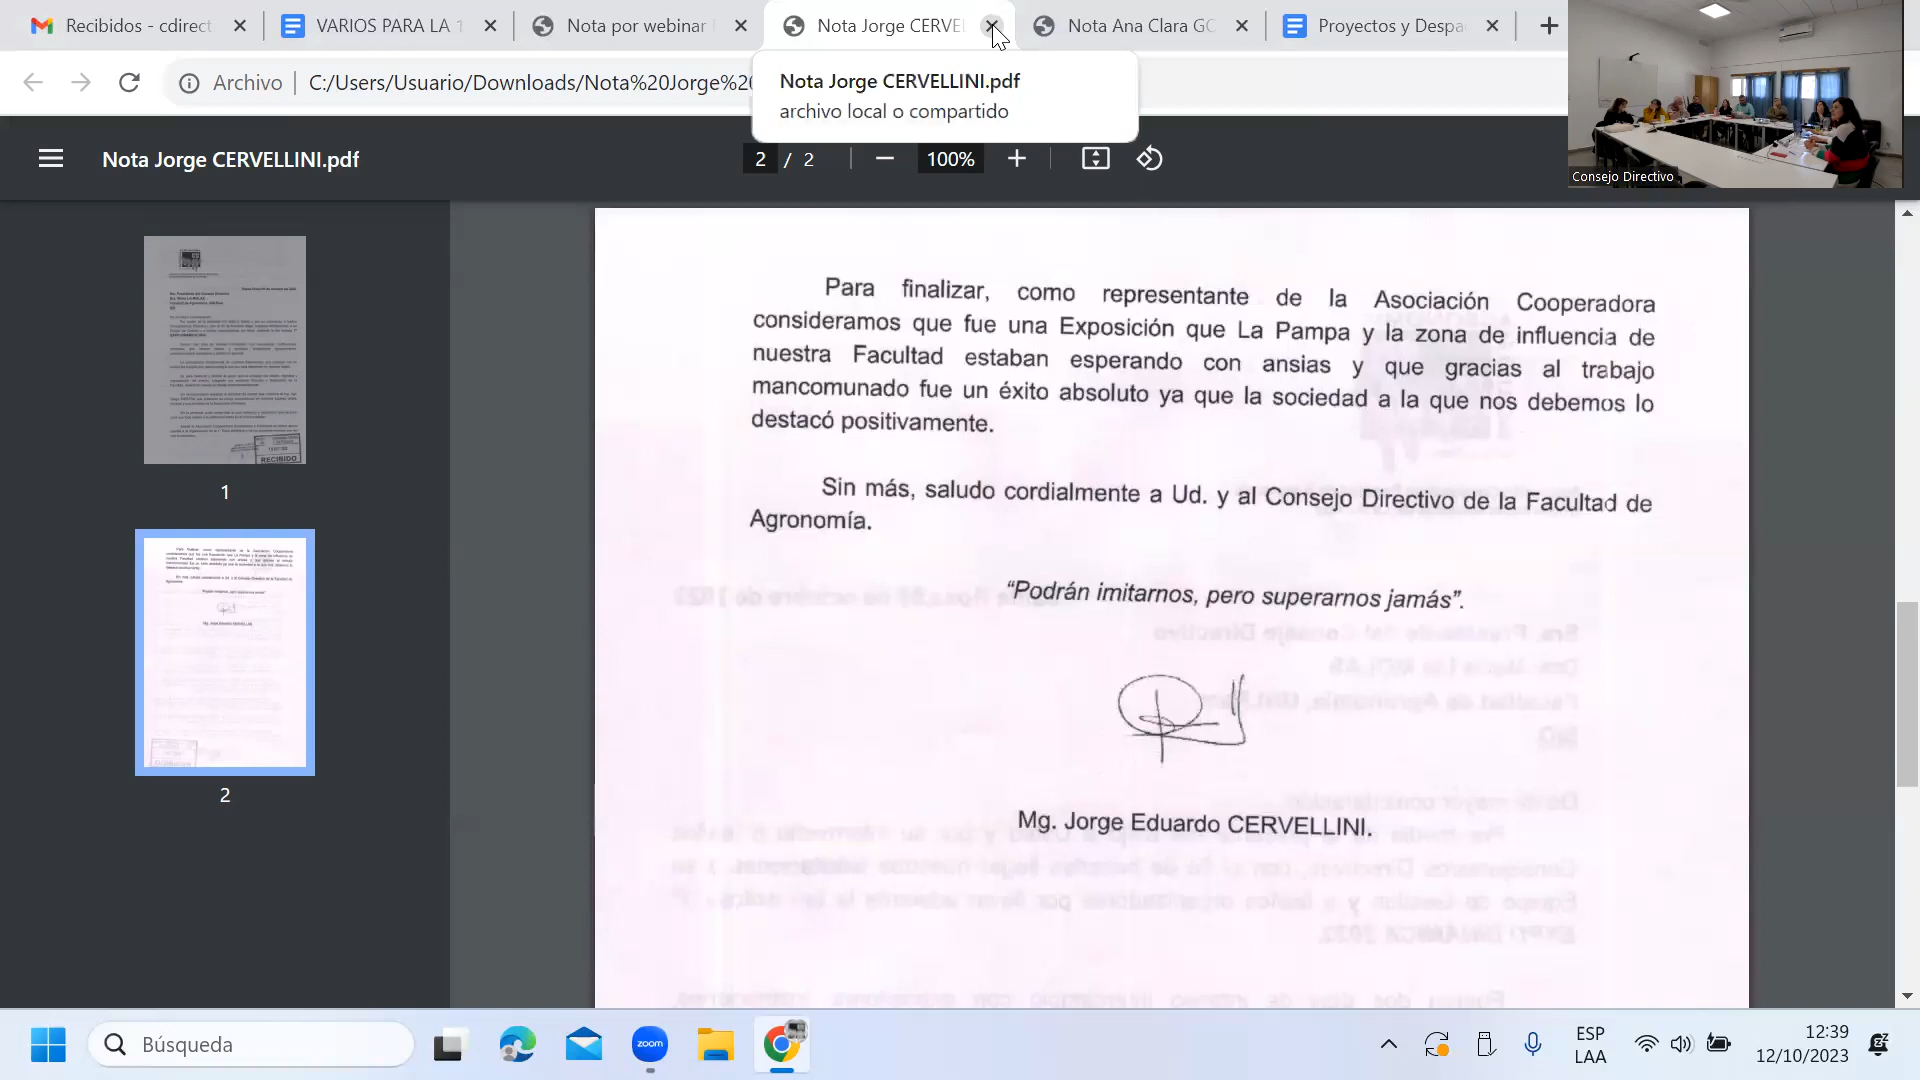 Recibidos - cdirect
VARIOS PARA LA 1
Nota por webinar
Nota Jorge CERVEL
Nota Ana Clara GO
Proyectos y Despa
Archivo
C:/Users/Usuario/Downloads/Nota%20Jorge%20
Nota Jorge CERVELLINI.pdf
archivo local o compartido
Nota Jorge CERVELLINI.pdf
2 / 2
100%
Consejo Directivo
RECIBIDO
1
2
Para finalizar, como representante de la Asociación Cooperadora
consideramos que fue una Exposición que La Pampa y la zona de influencia de
nuestra Facultad estaban esperando con ansias y que gracias al trabajo
mancomunado fue un éxito absoluto ya que la sociedad a la que nos debemos lo
destacó positivamente.
Sin más, saludo cordialmente a Ud. y al Consejo Directivo de la Facultad de
Agronomía.
“Podrán imitarnos, pero superarnos jamás”.
Mg. Jorge Eduardo CERVELLINI.
Búsqueda
zoom
ESP
LAA
12:39
12/10/2023